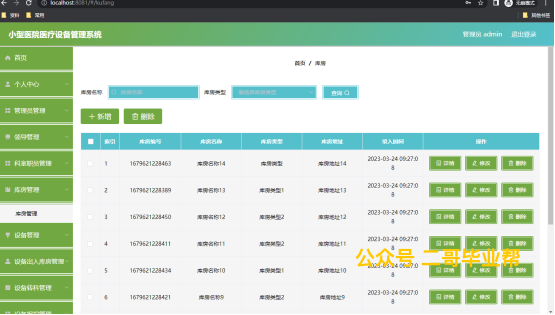 localhost:8081/#/kufang
无痕模式
资料 常用 其他书签
小型医院医疗设备管理系统 管理员 admin 退出登录
首页
首页 / 库房
个人中心
库房名称 库房名称 库房类型 请选择库房类型 查询
管理员管理
+ 新增 删除
领导管理
索引 库房编号 库房名称 库房类型 库房地址 录入时间 操作
科室职员管理
1 1679621228463 库房名称14 库房类型 库房地址14 2023-03-24 09:27:08 详情 修改 删除
库房管理
2 1679621228389 库房名称13 库房类型1 库房地址13 2023-03-24 09:27:08 详情 修改 删除
库房管理
3 1679621228450 库房名称12 库房类型2 库房地址12 2023-03-24 09:27:08 详情 修改 删除
设备管理
4 1679621228411 库房名称11 库房类型2 库房地址11 2023-03-24 09:27:08 详情 修改 删除
公众号 二哥毕业帮
设备出入库房管理
5 1679621228434 库房名称10 库房类型1 库房地址10 2023-03-24 09:27:08 详情 修改 删除
设备转科管理
6 1679621228421 库房名称9 库房类型2 库房地址9 2023-03-24 09:27:08 详情 修改 删除